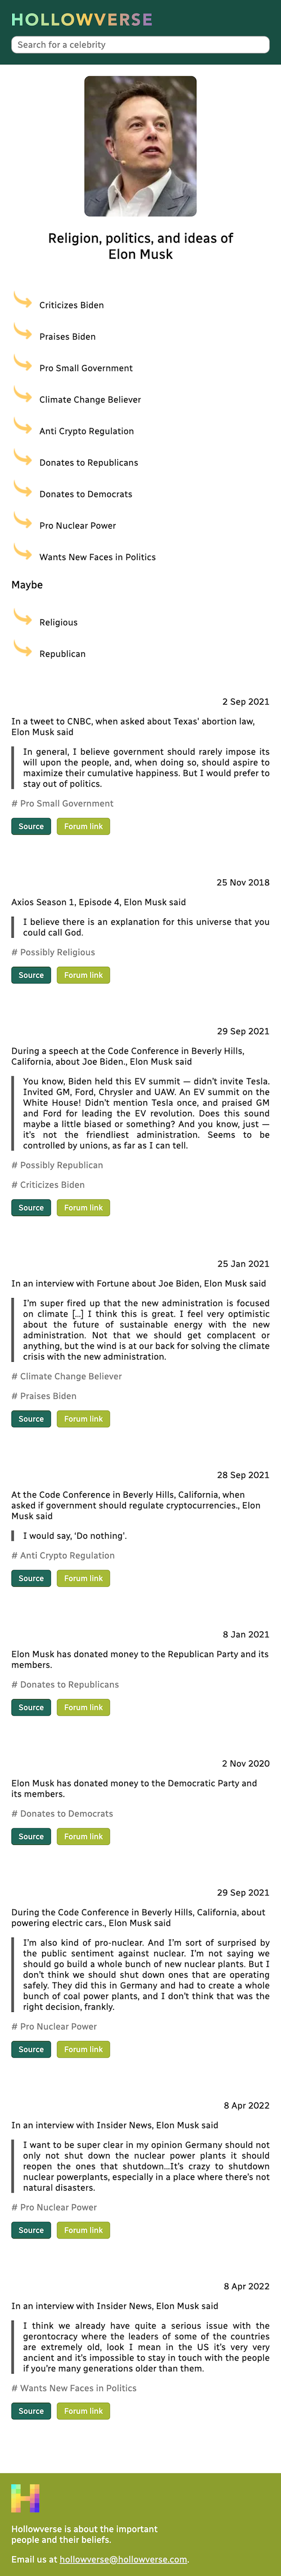 HOLLOWVERSE
Search for a celebrity
Religion, politics, and ideas of
Elon Musk
Criticizes Biden
Praises Biden
Pro Small Government
Climate Change Believer
Anti Crypto Regulation
Donates to Republicans
Donates to Democrats
Pro Nuclear Power
Wants New Faces in Politics
Maybe
Religious
Republican
2 Sep 2021
In a tweet to CNBC, when asked about Texas' abortion law,
Elon Musk said
In general, I believe government should rarely impose its
will upon the people, and, when doing so, should aspire to
maximize their cumulative happiness. But I would prefer to
stay out of politics.
# Pro Small Government
Source Forum link
25 Nov 2018
Axios Season 1, Episode 4, Elon Musk said
I believe there is an explanation for this universe that you
could call God.
# Possibly Religious
Source Forum link
29 Sep 2021
During a speech at the Code Conference in Beverly Hills,
California, about Joe Biden., Elon Musk said
You know, Biden held this EV summit — didn't invite Tesla.
Invited GM, Ford, Chrysler and UAW. An EV summit on the
White House! Didn't mention Tesla once, and praised GM
and Ford for leading the EV revolution. Does this sound
maybe a little biased or something? And you know, just —
it's not the friendliest administration. Seems to be
controlled by unions, as far as I can tell.
# Possibly Republican
# Criticizes Biden
Source Forum link
25 Jan 2021
In an interview with Fortune about Joe Biden, Elon Musk said
I'm super fired up that the new administration is focused
on climate [...] I think this is great. I feel very optimistic
about the future of sustainable energy with the new
administration. Not that we should get complacent or
anything, but the wind is at our back for solving the climate
crisis with the new administration.
# Climate Change Believer
# Praises Biden
Source Forum link
28 Sep 2021
At the Code Conference in Beverly Hills, California, when
asked if government should regulate cryptocurrencies., Elon
Musk said
I would say, 'Do nothing'.
# Anti Crypto Regulation
Source Forum link
8 Jan 2021
Elon Musk has donated money to the Republican Party and its
members.
# Donates to Republicans
Source Forum link
2 Nov 2020
Elon Musk has donated money to the Democratic Party and
its members.
# Donates to Democrats
Source Forum link
29 Sep 2021
During the Code Conference in Beverly Hills, California, about
powering electric cars., Elon Musk said
I'm also kind of pro-nuclear. And I'm sort of surprised by
the public sentiment against nuclear. I'm not saying we
should go build a whole bunch of new nuclear plants. But I
don't think we should shut down ones that are operating
safely. They did this in Germany and had to create a whole
bunch of coal power plants, and I don't think that was the
right decision, frankly.
# Pro Nuclear Power
Source Forum link
8 Apr 2022
In an interview with Insider News, Elon Musk said
I want to be super clear in my opinion Germany should not
only not shut down the nuclear power plants it should
reopen the ones that shutdown...It's crazy to shutdown
nuclear powerplants, especially in a place where there's not
natural disasters.
# Pro Nuclear Power
Source Forum link
8 Apr 2022
In an interview with Insider News, Elon Musk said
I think we already have quite a serious issue with the
gerontocracy where the leaders of some of the countries
are extremely old, look I mean in the US it's very very
ancient and it's impossible to stay in touch with the people
if you're many generations older than them.
# Wants New Faces in Politics
Source Forum link
H
Hollowverse is about the important
people and their beliefs.
Email us at hollowverse@hollowverse.com.